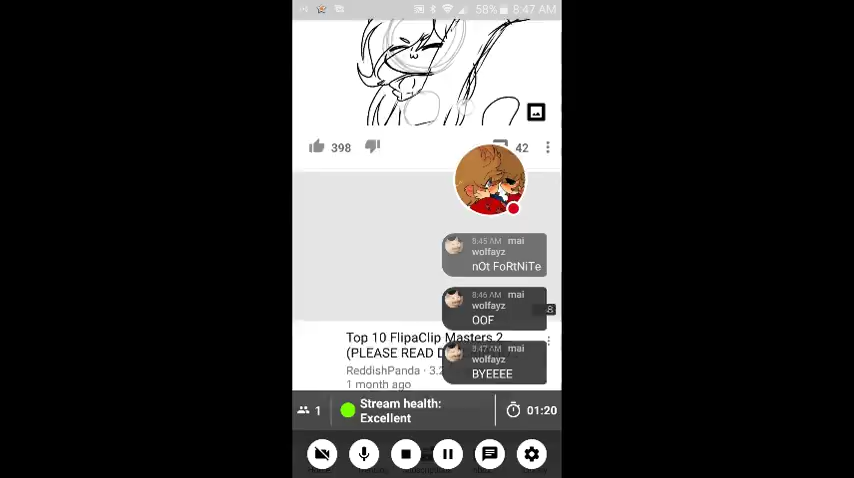 58% 8:47 AM
398
42
8:45 AM mai
wolfayz
nOt FoRtNiTe
8:46 AM mai
wolfayz
OOF
8:47 AM mai
wolfayz
BYEEEE
Top 10 FlipaClip Masters 2
(PLEASE READ D
ReddishPanda · 3.2
1 month ago
1
Stream health:
Excellent
01:20